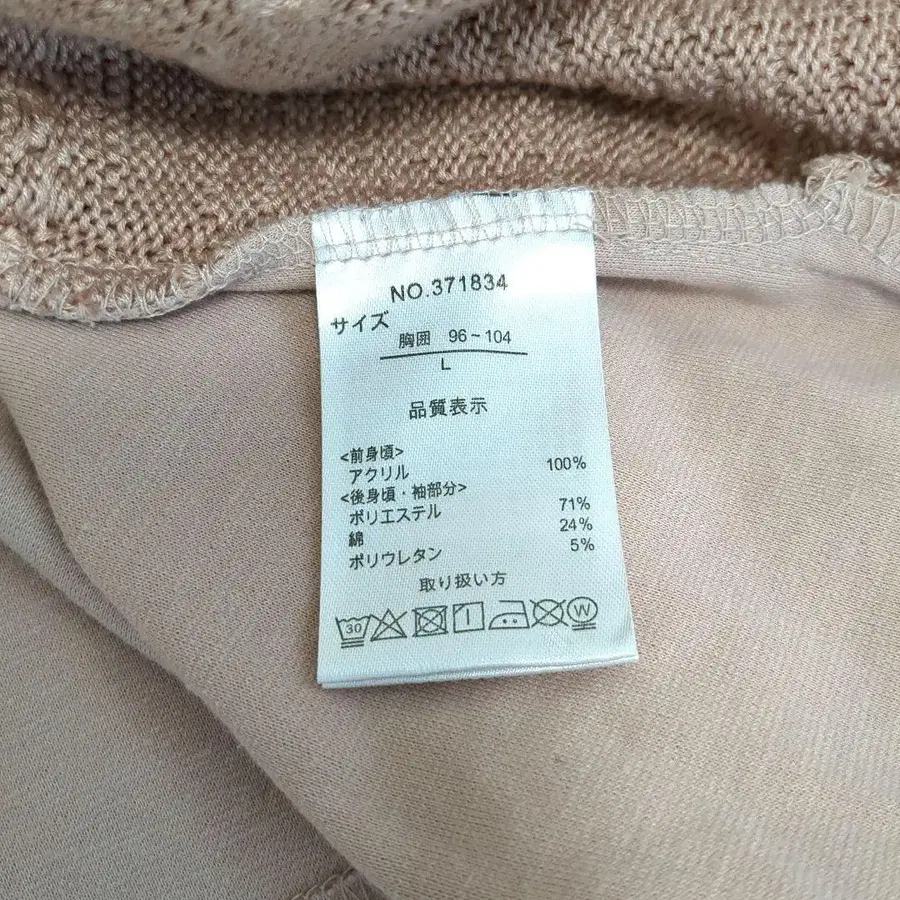 NO.371834
サイズ
胸囲 96~104
L
品質表示
<前身頃>
アクリル 100%
<後身頃・袖部分>
ポリエステル 71%
綿 24%
ポリウレタン 5%
取り扱い方
30 W